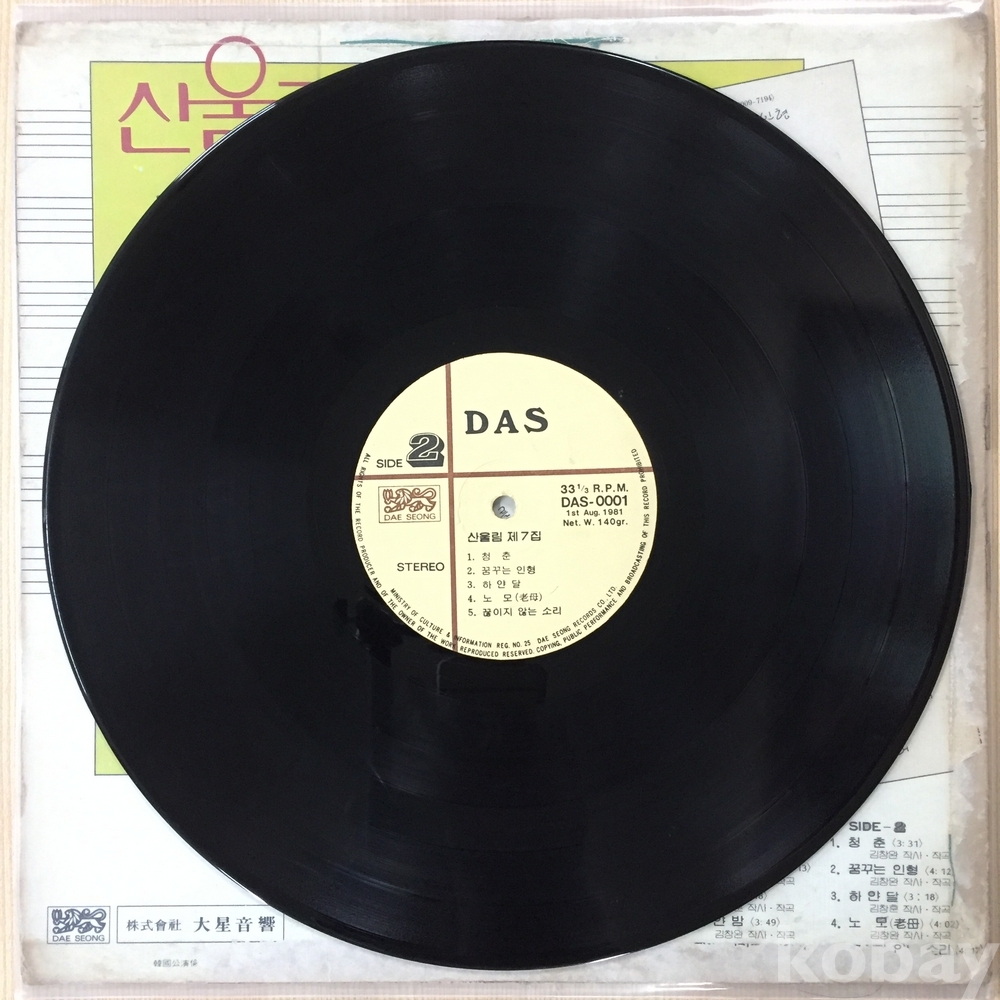 산울
DAS
SIDE 2
DAE SEONG
STEREO
33 1/3 R.P.M.
DAS-0001
1st Aug. 1981
Net. W. 140gr.
산울림 제7집
1. 청 춘
2. 꿈꾸는 인형
3. 하 얀 달
4. 노 모(老母)
5. 끊이지 않는 소리
ALL RIGHTS OF THE RECORD PRODUCER AND OF THE OWNER OF THE WORK REPRODUCED RESERVED. COPYING, PUBLIC PERFORMANCE AND BROADCASTING OF THIS RECORD PROHIBITED
MINISTRY OF CULTURE & INFORMATION REG. NO. 25 DAE SEONG RECORDS CO. LTD.
SIDE-2
1. 청 춘 (3:31)
김창완 작사·작곡
2. 꿈꾸는 인형 (4:12
김창완 작사·작곡
3. 하 얀 달 (3:18)
김창훈 작사·작곡
방 (3:49)
4. 노 모(老母) (4:02)
김창완 작사·작곡
소리
DAE SEONG
株式會社 大星音響
kobay